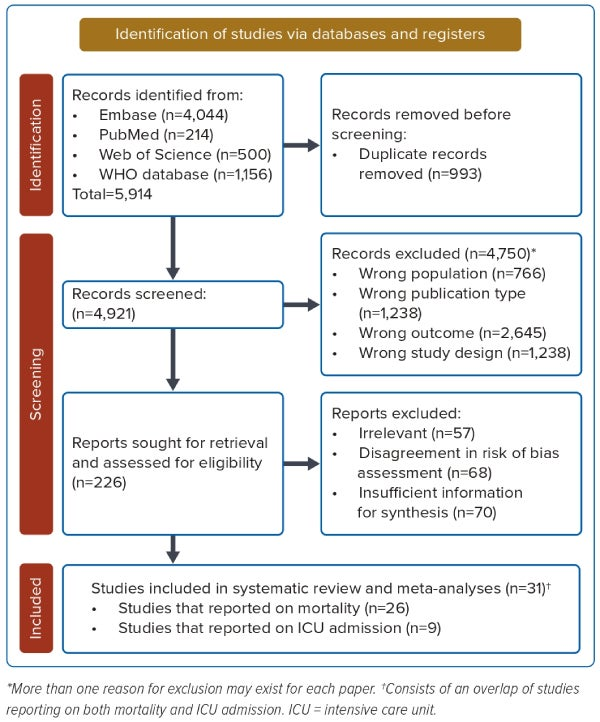 Identification of studies via databases and registers
Identification
Records identified from:
• Embase (n=4,044)
• PubMed (n=214)
• Web of Science (n=500)
• WHO database (n=1,156)
Total=5,914
Records removed before
screening:
• Duplicate records
removed (n=993)
Screening
Records screened:
(n=4,921)
Records excluded (n=4,750)*
• Wrong population (n=766)
• Wrong publication type
(n=1,238)
• Wrong outcome (n=2,645)
• Wrong study design (n=1,238)
Reports sought for retrieval
and assessed for eligibility
(n=226)
Reports excluded:
• Irrelevant (n=57)
• Disagreement in risk of bias
assessment (n=68)
• Insufficient information
for synthesis (n=70)
Included
Studies included in systematic review and meta-analyses (n=31)†
• Studies that reported on mortality (n=26)
• Studies that reported on ICU admission (n=9)
*More than one reason for exclusion may exist for each paper. †Consists of an overlap of studies
reporting on both mortality and ICU admission. ICU = intensive care unit.